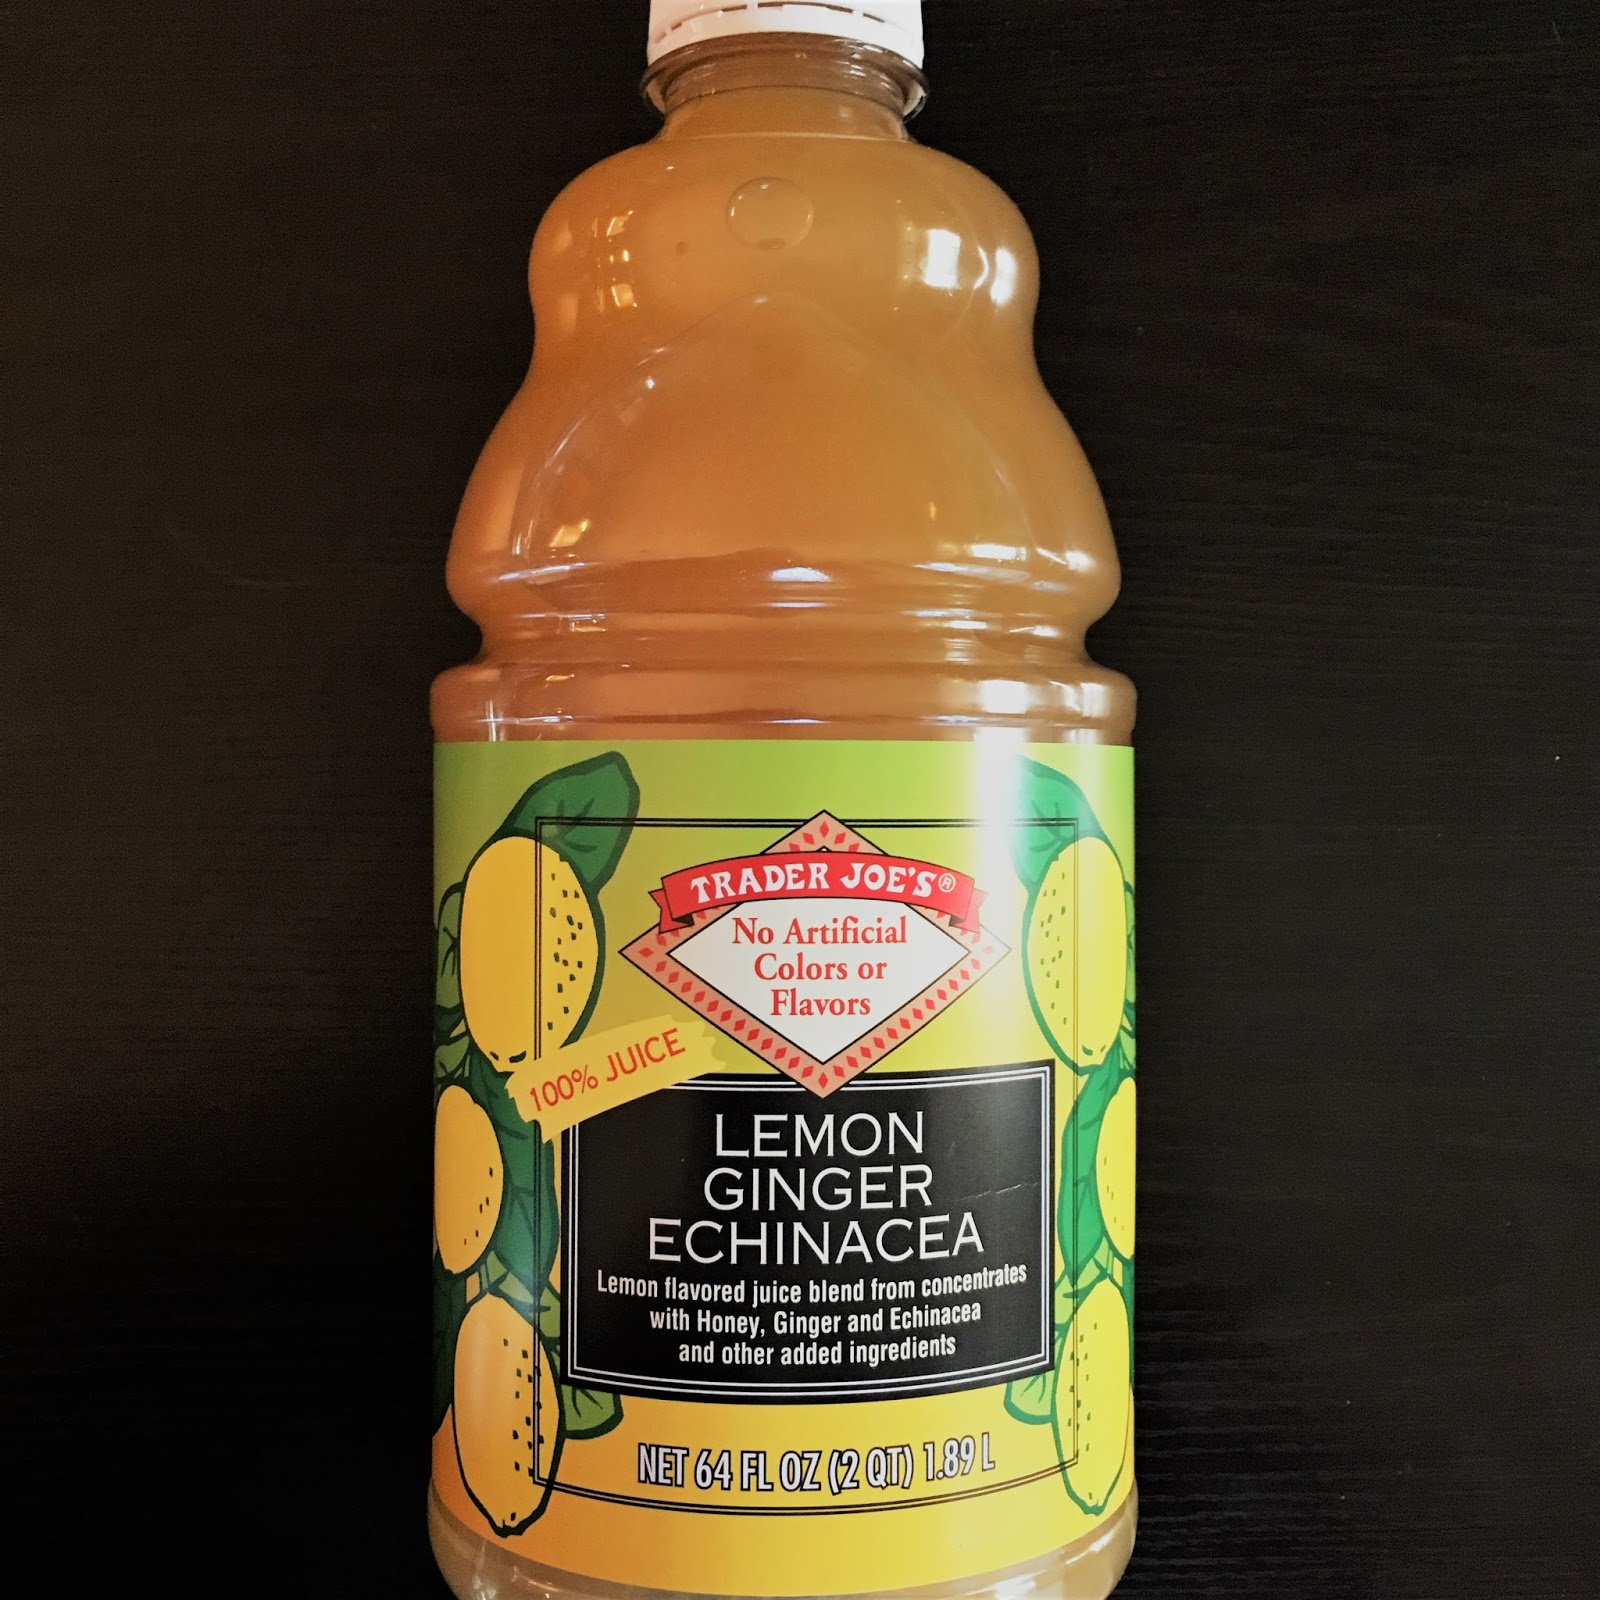 TRADER JOE'S®
No Artificial
Colors or
Flavors
100% JUICE
LEMON
GINGER
ECHINACEA
Lemon flavored juice blend from concentrates
with Honey, Ginger and Echinacea
and other added ingredients
NET 64 FL OZ (2 QT) 1.89 L